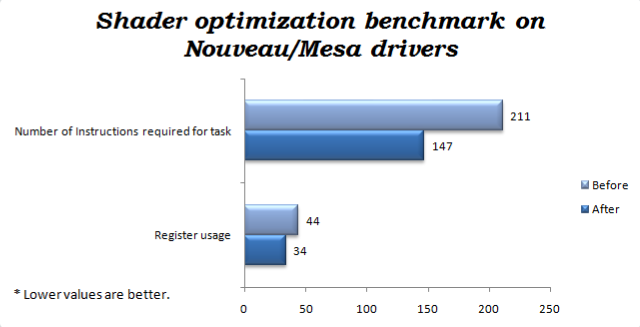 Shader optimization benchmark on
Nouveau/Mesa drivers
Number of Instructions required for task
211
147
Before
After
Register usage
44
34
* Lower values are better.
0 50 100 150 200 250